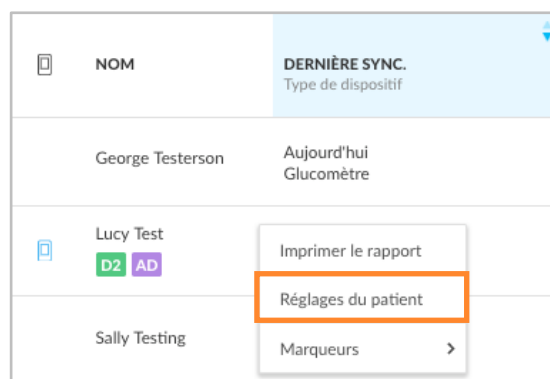 NOM
DERNIÈRE SYNC.
Type de dispositif
George Testerson
Aujourd'hui
Glucomètre
Lucy Test
D2 AD
Imprimer le rapport
Réglages du patient
Marqueurs
Sally Testing